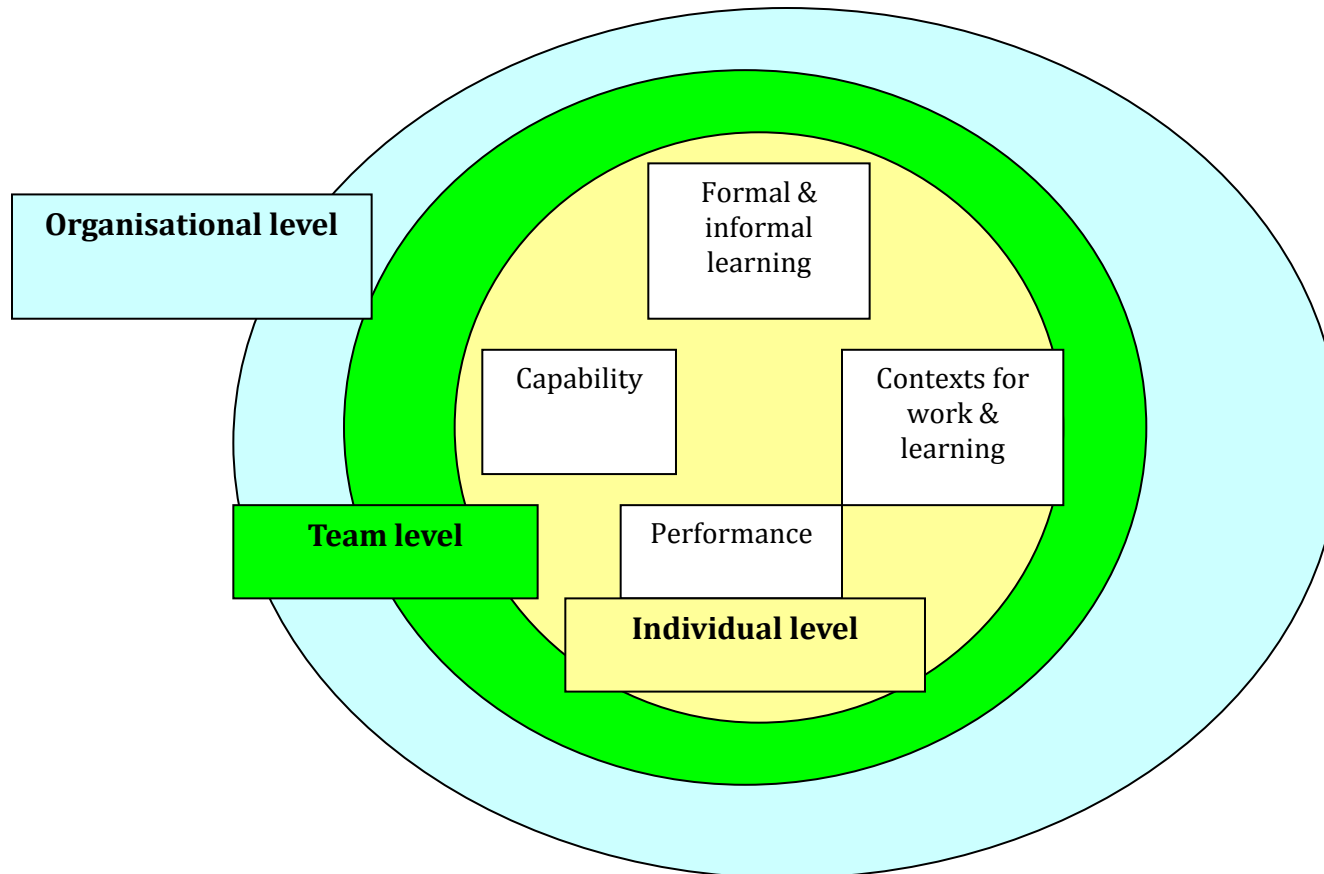 Formal &
informal
learning
Organisational level
Capability
Contexts for
work &
learning
Team level
Performance
Individual level